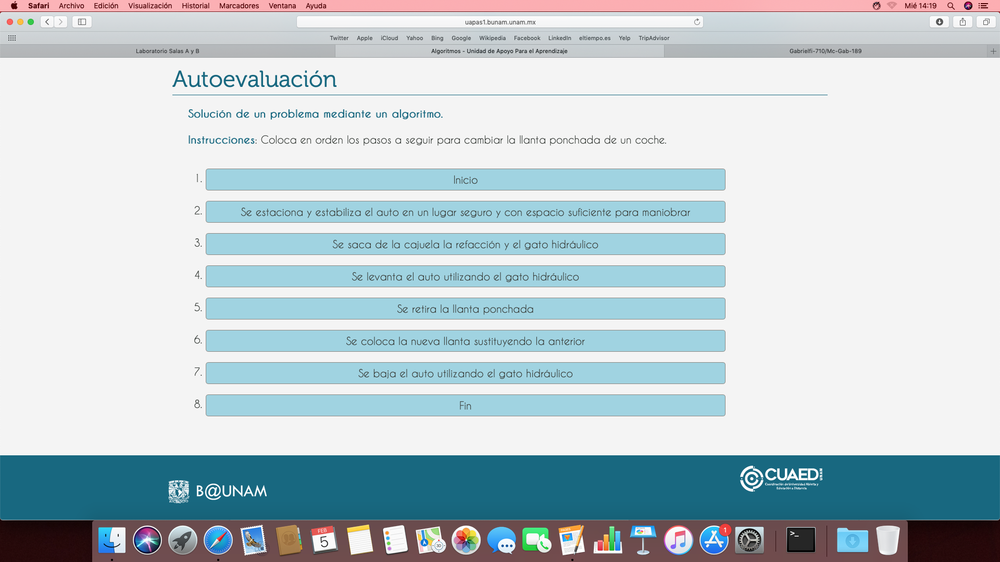 Safari Archivo Edición Visualización Historial Marcadores Ventana Ayuda Mié 14:19
uapas1.bunam.unam.mx
Twitter Apple iCloud Yahoo Bing Google Wikipedia Facebook LinkedIn eltiempo.es Yelp TripAdvisor
Laboratorio Salas A y B Algoritmos - Unidad de Apoyo Para el Aprendizaje Gabrielfi-710/Mc-Gab-189
Autoevaluación
Solución de un problema mediante un algoritmo.
Instrucciones: Coloca en orden los pasos a seguir para cambiar la llanta ponchada de un coche.
1. Inicio
2. Se estaciona y estabiliza el auto en un lugar seguro y con espacio suficiente para maniobrar
3. Se saca de la cajuela la refacción y el gato hidráulico
4. Se levanta el auto utilizando el gato hidráulico
5. Se retira la llanta ponchada
6. Se coloca la nueva llanta sustituyendo la anterior
7. Se baja el auto utilizando el gato hidráulico
8. Fin
B@UNAM
CUAED UNAM
Coordinación de Universidad Abierta y
Educación a Distancia
FEB
5
3D
PAGES
1
>_